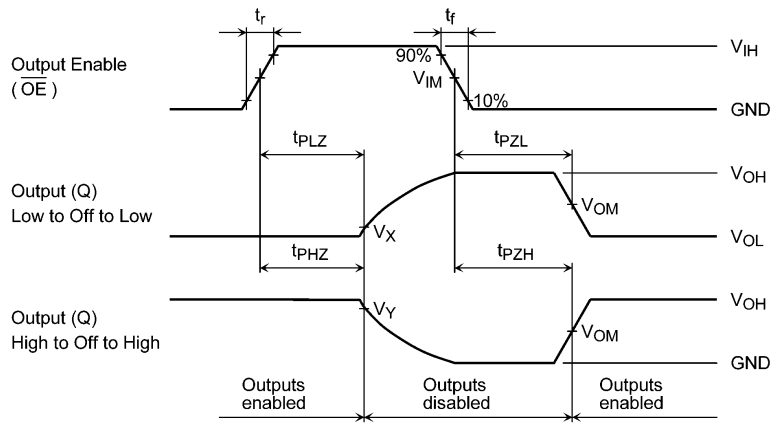 tr
tf
Output Enable
( OE )
90%
VIM
10%
VIH
GND
tPLZ
tPZL
Output (Q)
Low to Off to Low
VX
VOH
VOM
VOL
tPHZ
tPZH
Output (Q)
High to Off to High
VY
VOH
VOM
GND
Outputs
enabled
Outputs
disabled
Outputs
enabled